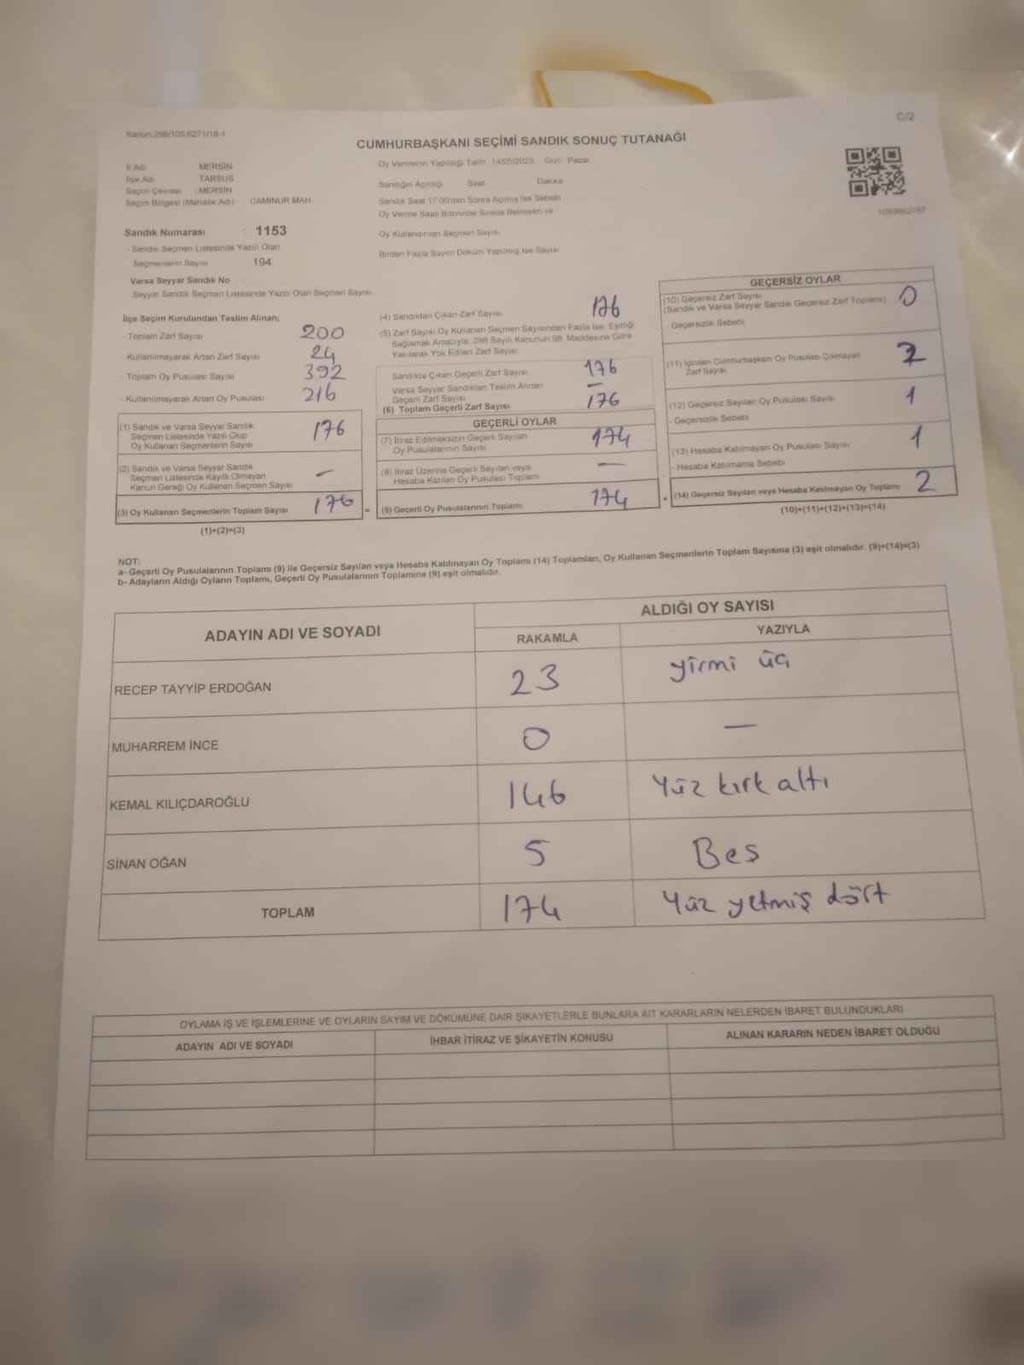 C/2
Kanun:298/105,6271/18-1
CUMHURBAŞKANI SEÇİMİ SANDIK SONUÇ TUTANAĞI
İl Adı MERSİN
İlçe Adı TARSUS
Seçim Çevresi MERSİN
Seçim Bölgesi (Mahalle Adı) CAMİNUR MAH.
Sandık Numarası 1153
Sandık Seçmen Listesinde Yazılı Olan
Seçmenlerin Sayısı 194
Varsa Seyyar Sandık No
Seyyar Sandık Seçmen Listesinde Yazılı Olan Seçmen Sayısı
Oy Vermenin Yapıldığı Tarih 14/05/2023 Gün Pazar
Sandığın Açıldığı Saat Dakika
Sandık Saat 17.00'dan Sonra Açılmış İse Sebebi
Oy Verme Saati Bitiminde Sırada Bekleyen ve
Oy Kullandırılan Seçmen Sayısı
Birden Fazla Sayım Döküm Yapılmış İse Sayısı
İlçe Seçim Kurulundan Teslim Alınan;
- Toplam Zarf Sayısı 200
- Kullanılmayarak Artan Zarf Sayısı 24
- Toplam Oy Pusulası Sayısı 392
- Kullanılmayarak Artan Oy Pusulası 216
(1) Sandık ve Varsa Seyyar Sandık
Seçmen Listesinde Yazılı Olup
Oy Kullanan Seçmenlerin Sayısı 176
(2) Sandık ve Varsa Seyyar Sandık
Seçmen Listesinde Kayıtlı Olmayan
Kanun Gereği Oy Kullanan Seçmen Sayısı —
(3) Oy Kullanan Seçmenlerin Toplam Sayısı 176
(1)+(2)=(3)
(4) Sandıktan Çıkan Zarf Sayısı 176
(5) Zarf Sayısı Oy Kullanan Seçmen Sayısından Fazla İse, Eşitliği
Sağlamak Amacıyla, 298 Sayılı Kanunun 98. Maddesine Göre
Yakılarak Yok Edilen Zarf Sayısı
Sandıkta Çıkan Geçerli Zarf Sayısı 176
Varsa Seyyar Sandıktan Teslim Alınan
Geçerli Zarf Sayısı —
(6) Toplam Geçerli Zarf Sayısı 176
GEÇERLİ OYLAR
(7) İtiraz Edilmeksizin Geçerli Sayılan
Oy Pusulalarının Sayısı 174
(8) İtiraz Üzerine Geçerli Sayılan veya
Hesaba Katılan Oy Pusulası Toplamı —
(9) Geçerli Oy Pusulalarının Toplamı 174
GEÇERSİZ OYLAR
(10) Geçersiz Zarf Sayısı 0
(Sandık ve Varsa Seyyar Sandık Geçersiz Zarf Toplamı)
- Geçersizlik Sebebi
(11) İçinden Cumhurbaşkanı Oy Pusulası Çıkmayan
Zarf Sayısı
(12) Geçersiz Sayılan Oy Pusulası Sayısı 1
- Geçersizlik Sebebi
(13) Hesaba Katılmayan Oy Pusulası Sayısı 1
- Hesaba Katılmama Sebebi
(14) Geçersiz Sayılan veya Hesaba Katılmayan Oy Toplamı 2
(10)+(11)+(12)+(13)=(14)
NOT:
a- Geçerli Oy Pusulalarının Toplamı (9) ile Geçersiz Sayılan veya Hesaba Katılmayan Oy Toplamı (14) Toplamları, Oy Kullanan Seçmenlerin Toplam Sayısına (3) eşit olmalıdır. (9)+(14)=(3)
b- Adayların Aldığı Oyların Toplamı, Geçerli Oy Pusulalarının Toplamına (9) eşit olmalıdır.
ADAYIN ADI VE SOYADI ALDIĞI OY SAYISI
RAKAMLA YAZIYLA
RECEP TAYYİP ERDOĞAN 23 yirmi üç
MUHARREM İNCE 0 —
KEMAL KILIÇDAROĞLU 146 Yüz kırk altı
SİNAN OĞAN 5 Bes
TOPLAM 174 Yüz yetmiş dört
OYLAMA İŞ VE İŞLEMLERİNE VE OYLARIN SAYIM VE DÖKÜMÜNE DAİR ŞİKAYETLERLE BUNLARA AİT KARARLARIN NELERDEN İBARET BULUNDUKLARI
ADAYIN ADI VE SOYADI İHBAR İTİRAZ VE ŞİKAYETİN KONUSU ALINAN KARARIN NEDEN İBARET OLDUĞU